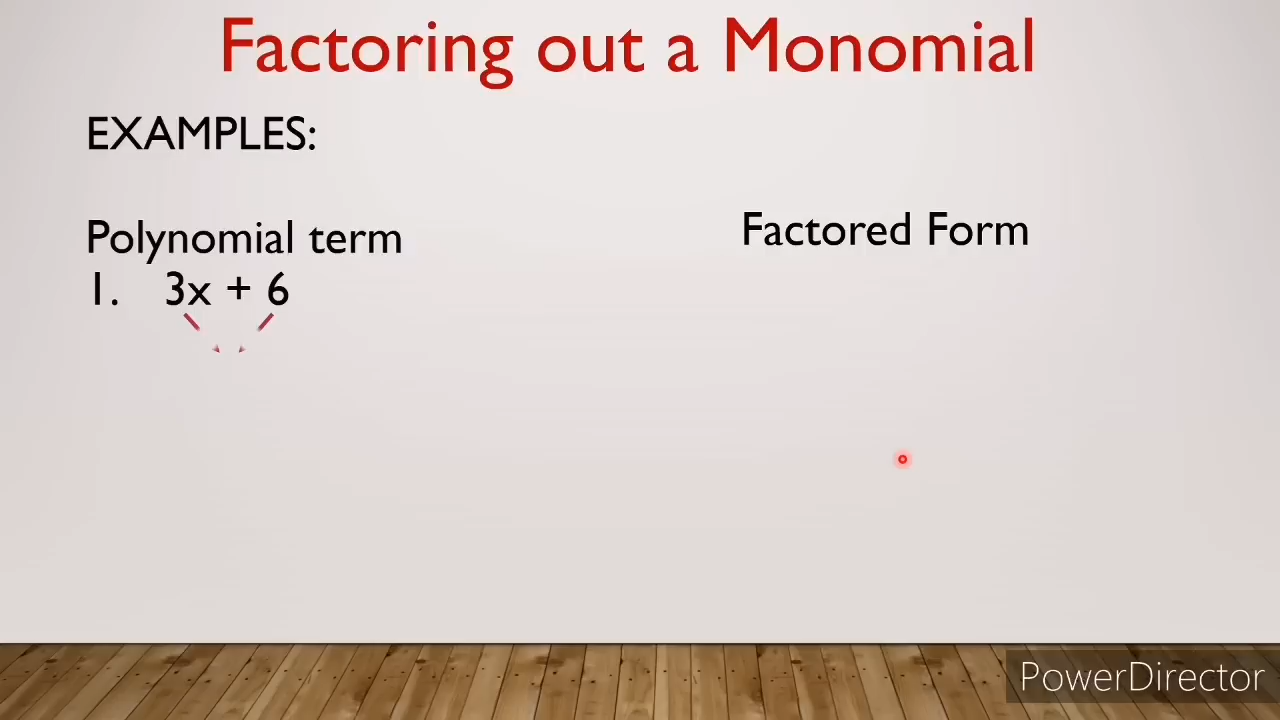 Factoring out a Monomial
EXAMPLES:
Polynomial term
Factored Form
1. 3x + 6
PowerDirector